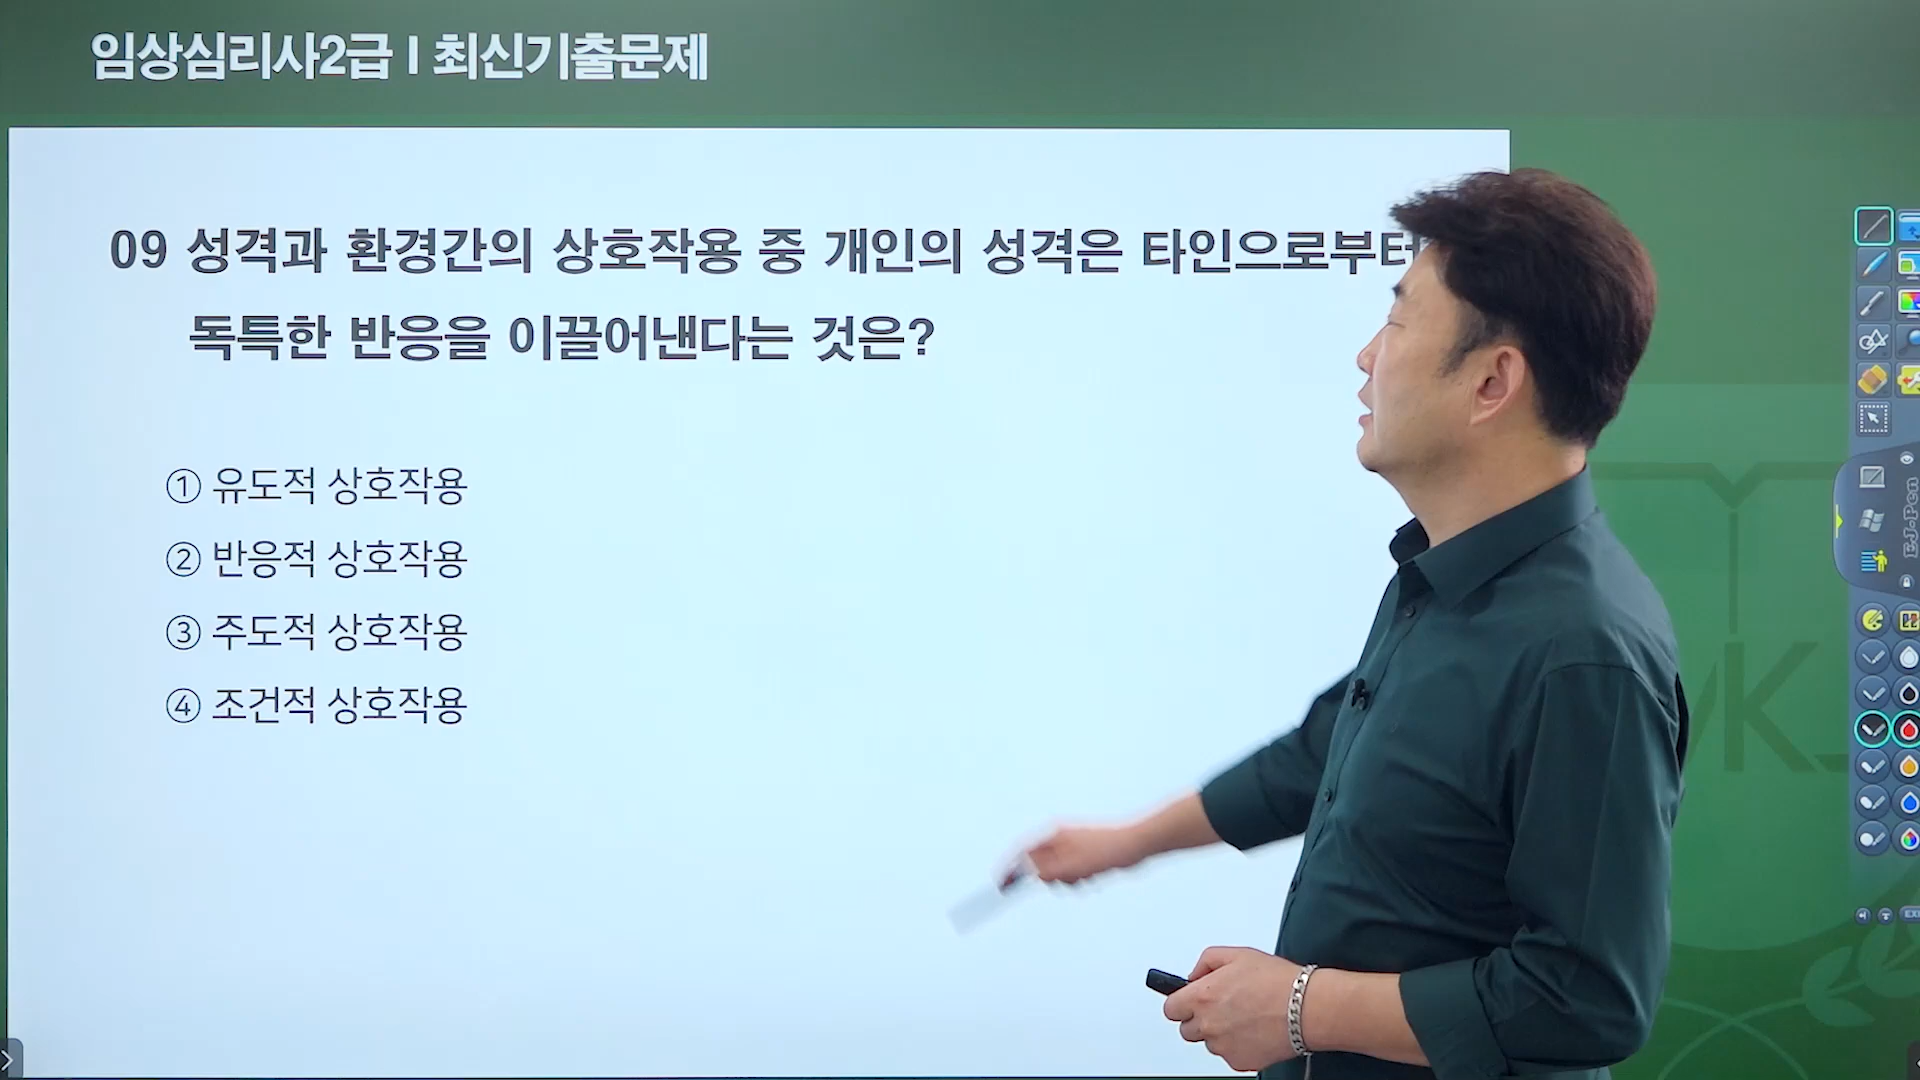 임상심리사2급 I 최신기출문제
09 성격과 환경간의 상호작용 중 개인의 성격은 타인으로부터
독특한 반응을 이끌어낸다는 것은?
① 유도적 상호작용
② 반응적 상호작용
③ 주도적 상호작용
④ 조건적 상호작용
EJ-Pen